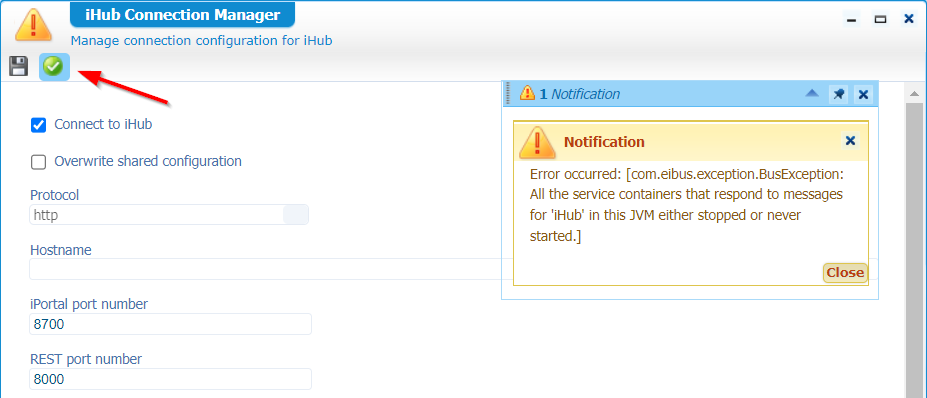 iHub Connection Manager
Manage connection configuration for iHub
Connect to iHub
Overwrite shared configuration
Protocol
http
Hostname
iPortal port number
8700
REST port number
8000
1 Notification
Notification
Error occurred: [com.eibus.exception.BusException:
All the service containers that respond to messages
for 'iHub' in this JVM either stopped or never
started.]
Close